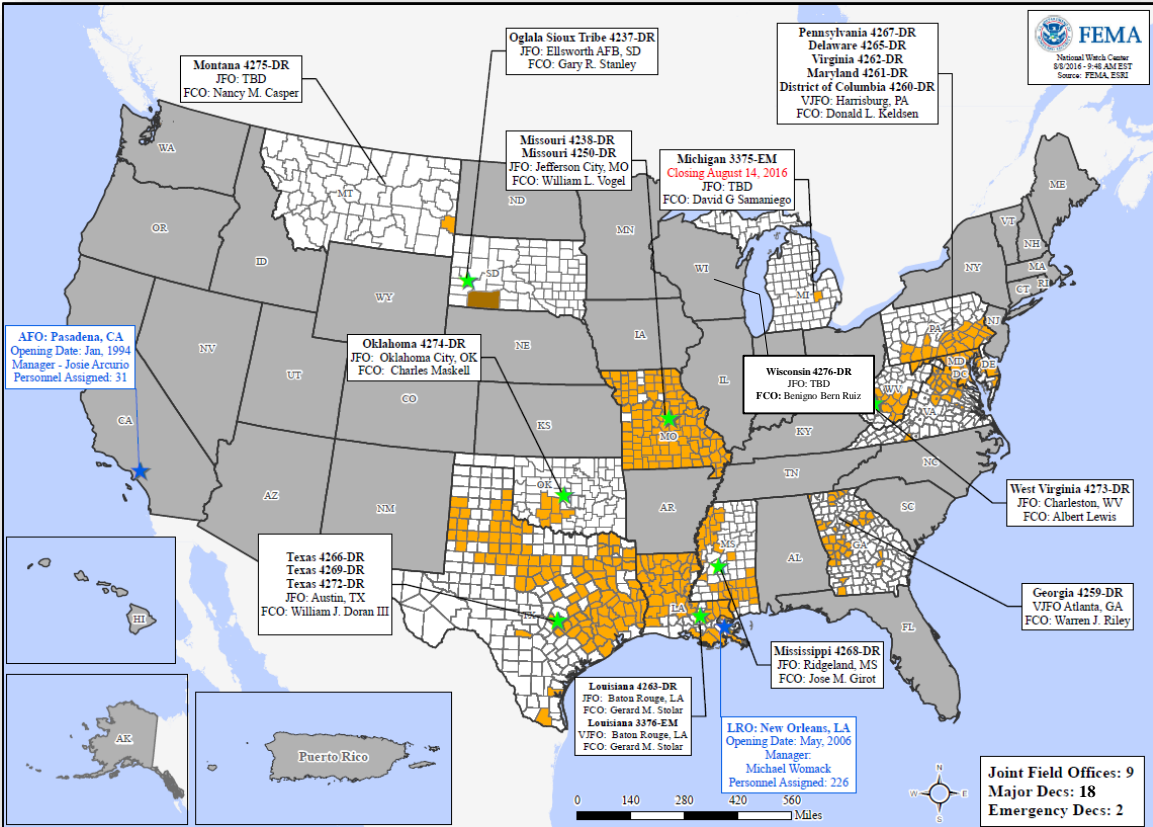 Oglala Sioux Tribe 4237-DR
JFO: Ellsworth AFB, SD
FCO: Gary R. Stanley
Pennsylvania 4267-DR
Delaware 4265-DR
Virginia 4262-DR
Maryland 4261-DR
District of Columbia 4260-DR
VJFO: Harrisburg, PA
FCO: Donald L. Keldsen
FEMA
National Watch Center
8/8/2016 - 9:48 AM EST
Source: FEMA, ESRI
Montana 4275-DR
JFO: TBD
FCO: Nancy M. Casper
Missouri 4238-DR
Missouri 4250-DR
JFO: Jefferson City, MO
FCO: William L. Vogel
Michigan 3375-EM
Closing August 14, 2016
JFO: TBD
FCO: David G Samaniego
WA
MT
ND
MN
ME
OR
ID
WY
SD
WI
MI
VT
NH
NY
MA
CT
RI
AFO: Pasadena, CA
Opening Date: Jan, 1994
Manager - Josie Arcurio
Personnel Assigned: 31
NV
UT
CO
NE
IA
IL
PA
NJ
MD
DC
DE
WV
VA
Oklahoma 4274-DR
JFO: Oklahoma City, OK
FCO: Charles Maskell
Wisconsin 4276-DR
JFO: TBD
FCO: Benigno Bern Ruiz
CA
KS
MO
KY
AZ
NM
OK
AR
TN
NC
SC
West Virginia 4273-DR
JFO: Charleston, WV
FCO: Albert Lewis
Texas 4266-DR
Texas 4269-DR
Texas 4272-DR
JFO: Austin, TX
FCO: William J. Doran III
TX
LA
MS
AL
GA
FL
Georgia 4259-DR
VJFO Atlanta, GA
FCO: Warren J. Riley
HI
Mississippi 4268-DR
JFO: Ridgeland, MS
FCO: Jose M. Girot
Louisiana 4263-DR
JFO: Baton Rouge, LA
FCO: Gerard M. Stolar
Louisiana 3376-EM
VJFO: Baton Rouge, LA
FCO: Gerard M. Stolar
LRO: New Orleans, LA
Opening Date: May, 2006
Manager:
Michael Womack
Personnel Assigned: 226
AK
Puerto Rico
N
W
E
S
0 140 280 420 560
Miles
Joint Field Offices: 9
Major Decs: 18
Emergency Decs: 2